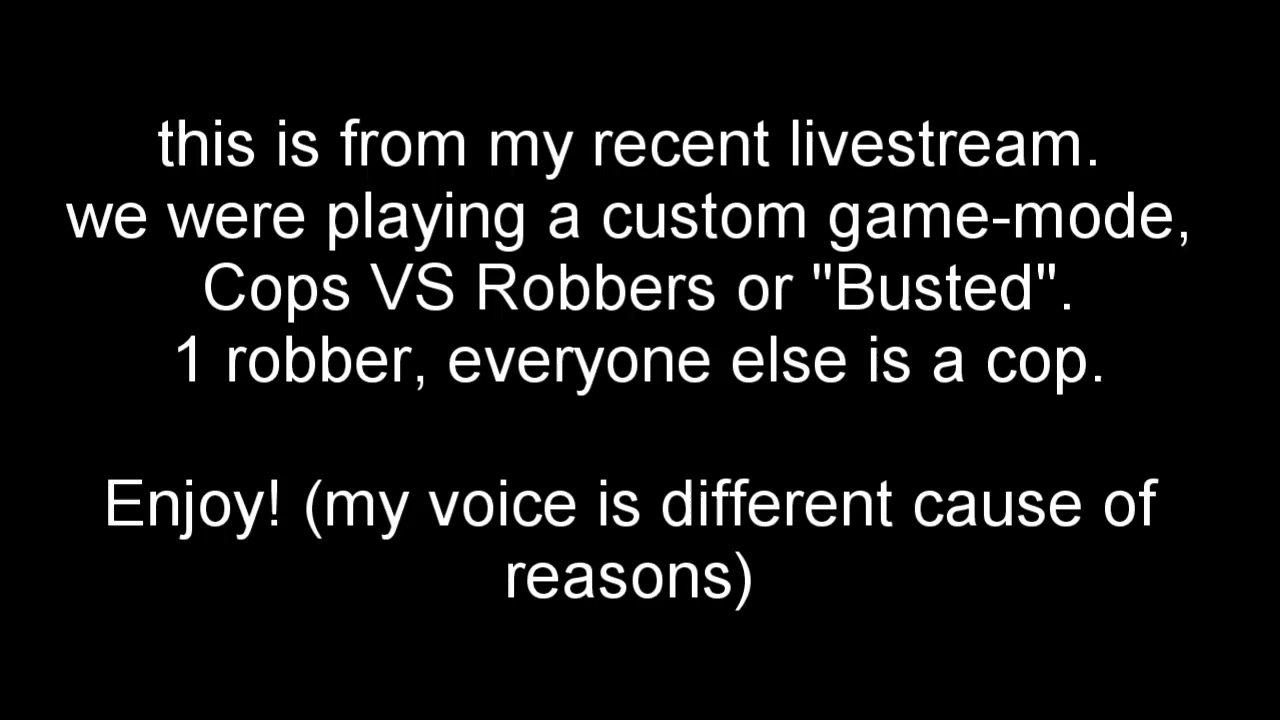 this is from my recent livestream.
we were playing a custom game-mode,
Cops VS Robbers or "Busted".
1 robber, everyone else is a cop.
Enjoy! (my voice is different cause of
reasons)